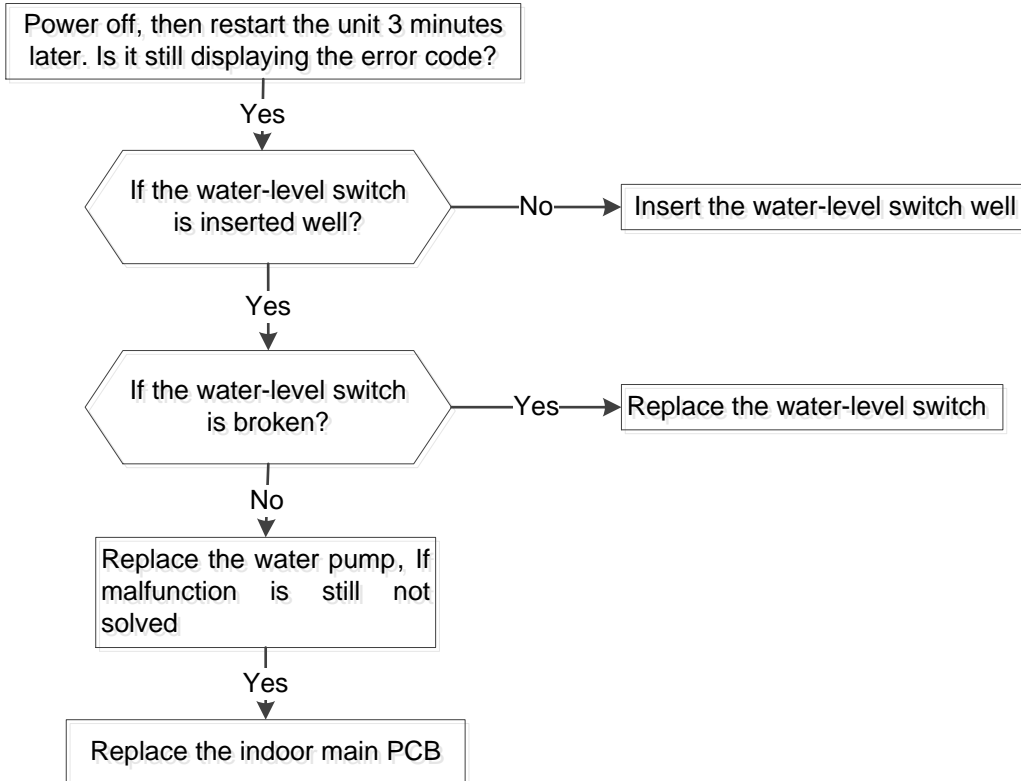 Power off, then restart the unit 3 minutes
later. Is it still displaying the error code?
Yes
If the water-level switch
is inserted well?
No
Insert the water-level switch well
Yes
If the water-level switch
is broken?
Yes
Replace the water-level switch
No
Replace the water pump, If
malfunction is still not
solved
Yes
Replace the indoor main PCB